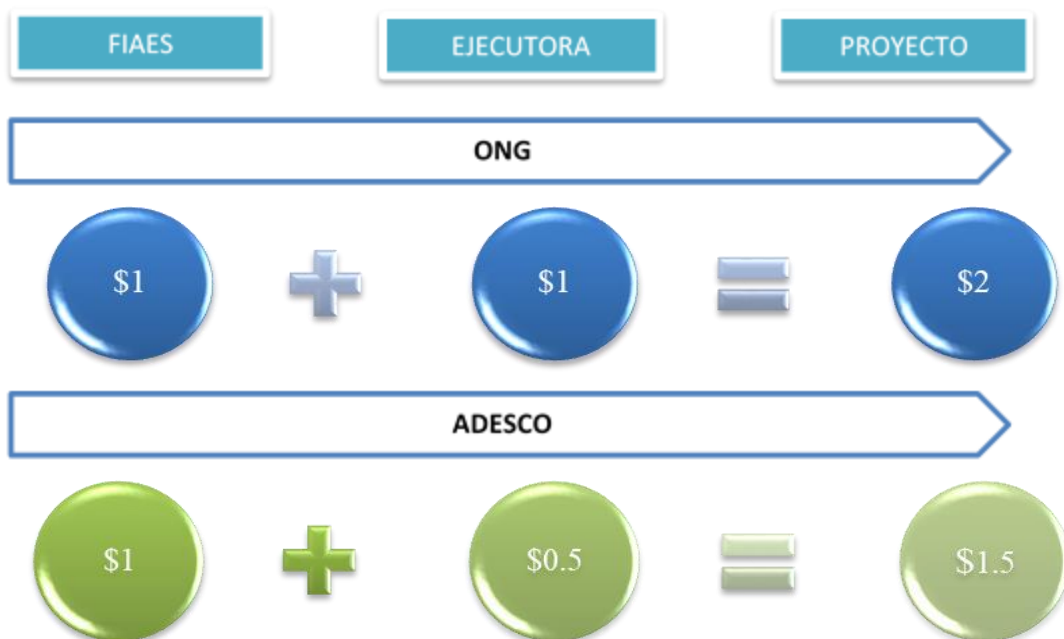 FIAES
EJECUTORA
PROYECTO
ONG
$1
$1
$2
ADESCO
$1
$0.5
$1.5